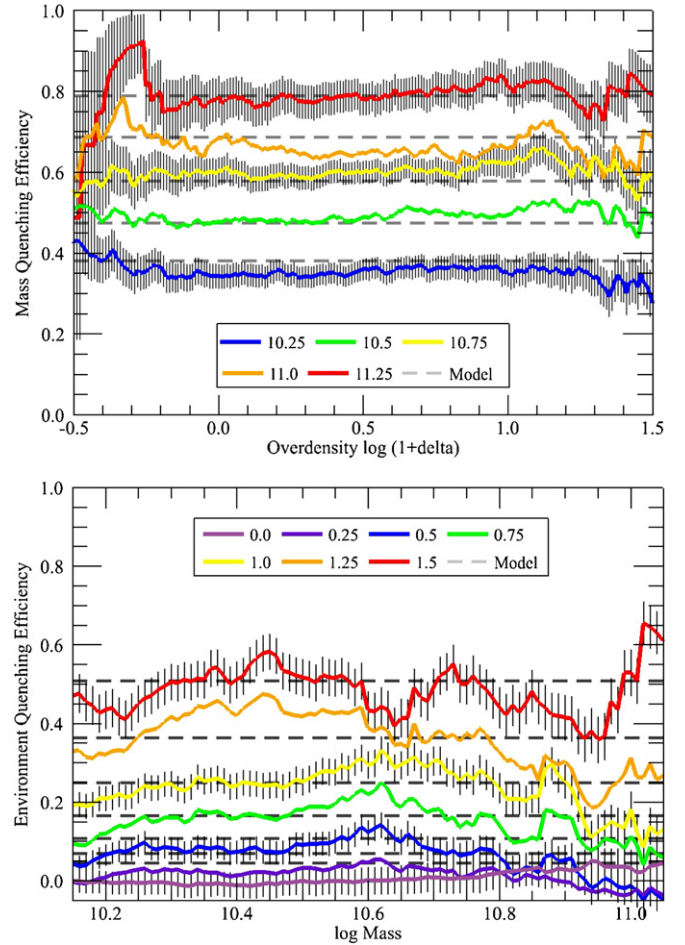 1.0
0.8
0.6
0.4
0.2
0.0
Mass Quenching Efficiency
10.25 10.5 10.75
11.0 11.25 Model
-0.5 0.0 0.5 1.0 1.5
Overdensity log (1+delta)
1.0
0.8
0.6
0.4
0.2
0.0
Environment Quenching Efficiency
0.0 0.25 0.5 0.75
1.0 1.25 1.5 Model
10.2 10.4 10.6 10.8 11.0
log Mass